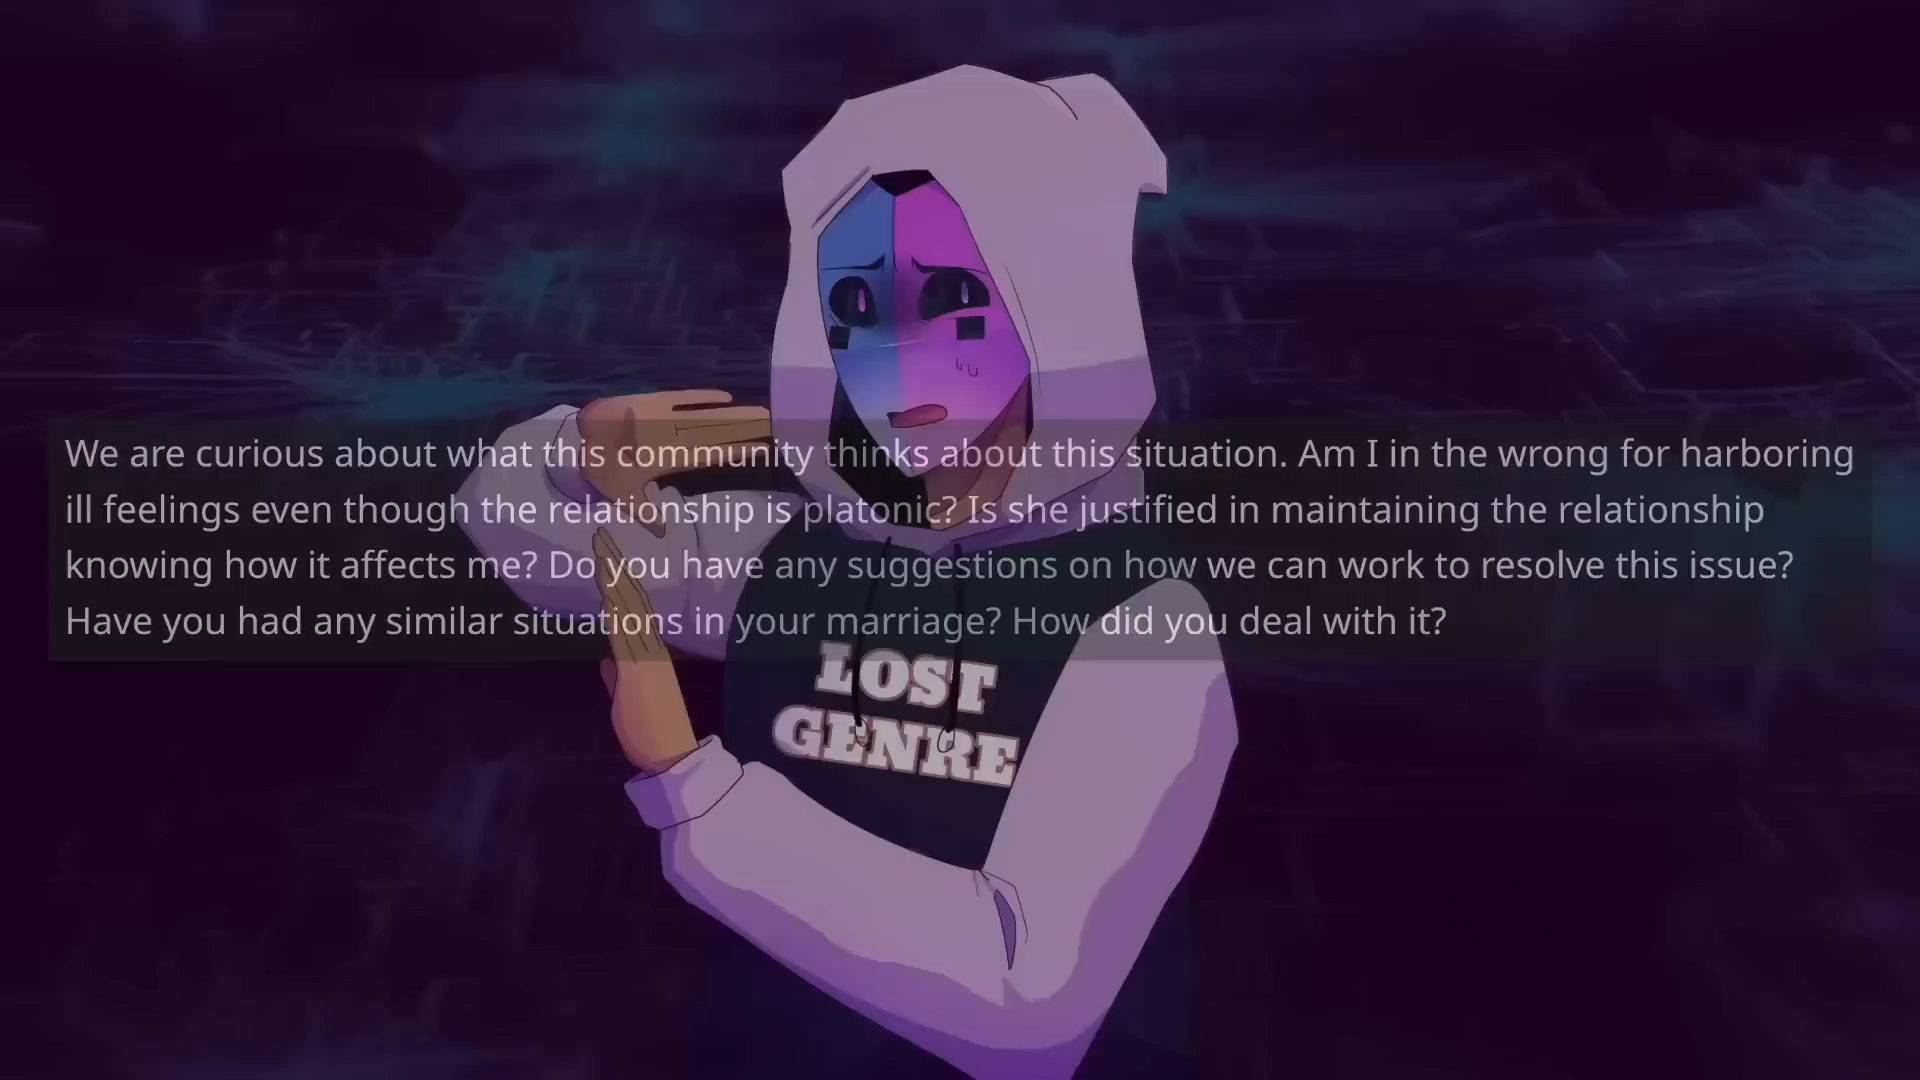 We are curious about what this community thinks about this situation. Am I in the wrong for harboring
ill feelings even though the relationship is platonic? Is she justified in maintaining the relationship
knowing how it affects me? Do you have any suggestions on how we can work to resolve this issue?
Have you had any similar situations in your marriage? How did you deal with it?
LOST
GENRE